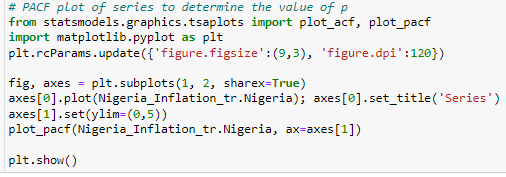 # PACF plot of series to determine the value of p
from statsmodels.graphics.tsaplots import plot_acf, plot_pacf
import matplotlib.pyplot as plt
plt.rcParams.update({'figure.figsize':(9,3), 'figure.dpi':120})
fig, axes = plt.subplots(1, 2, sharex=True)
axes[0].plot(Nigeria_Inflation_tr.Nigeria); axes[0].set_title('Series')
axes[1].set(ylim=(0,5))
plot_pacf(Nigeria_Inflation_tr.Nigeria, ax=axes[1])
plt.show()